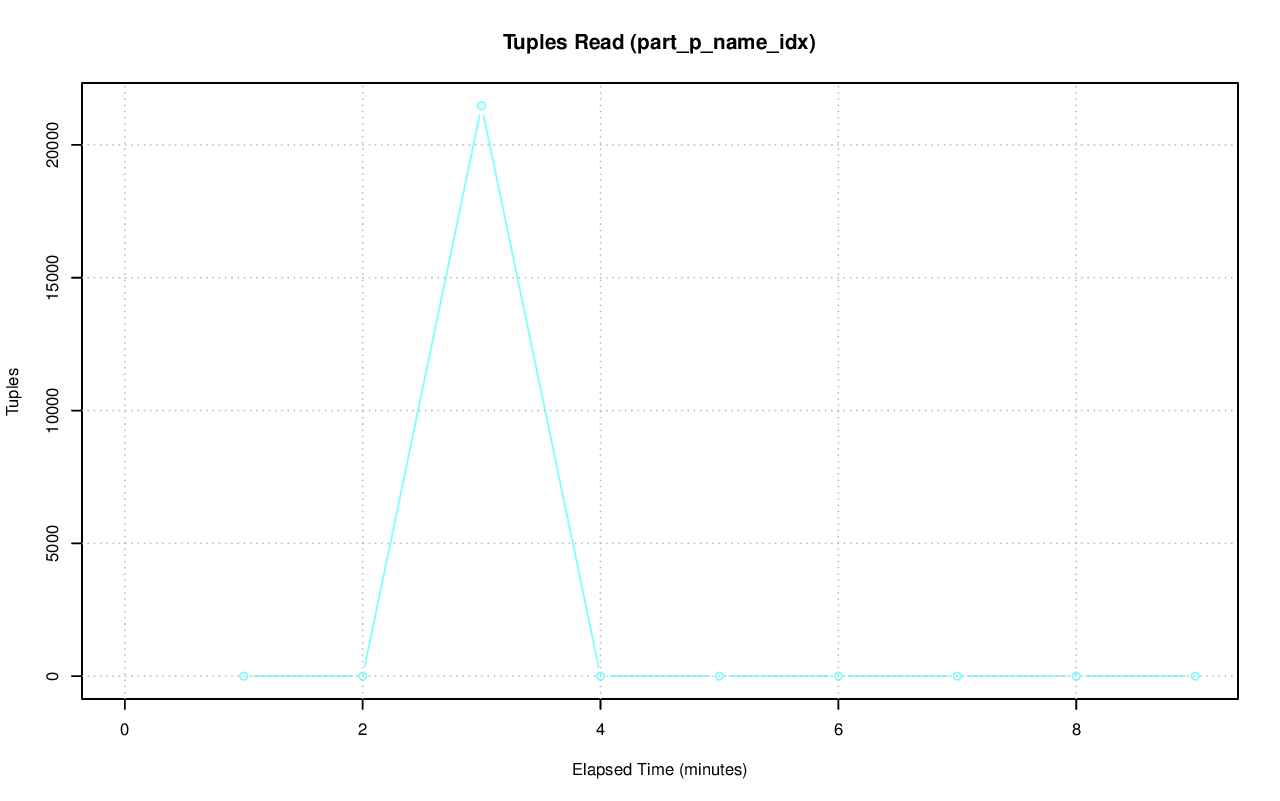 Tuples Read (part_p_name_idx)
20000
15000
10000
5000
0
Tuples
0 2 4 6 8
Elapsed Time (minutes)